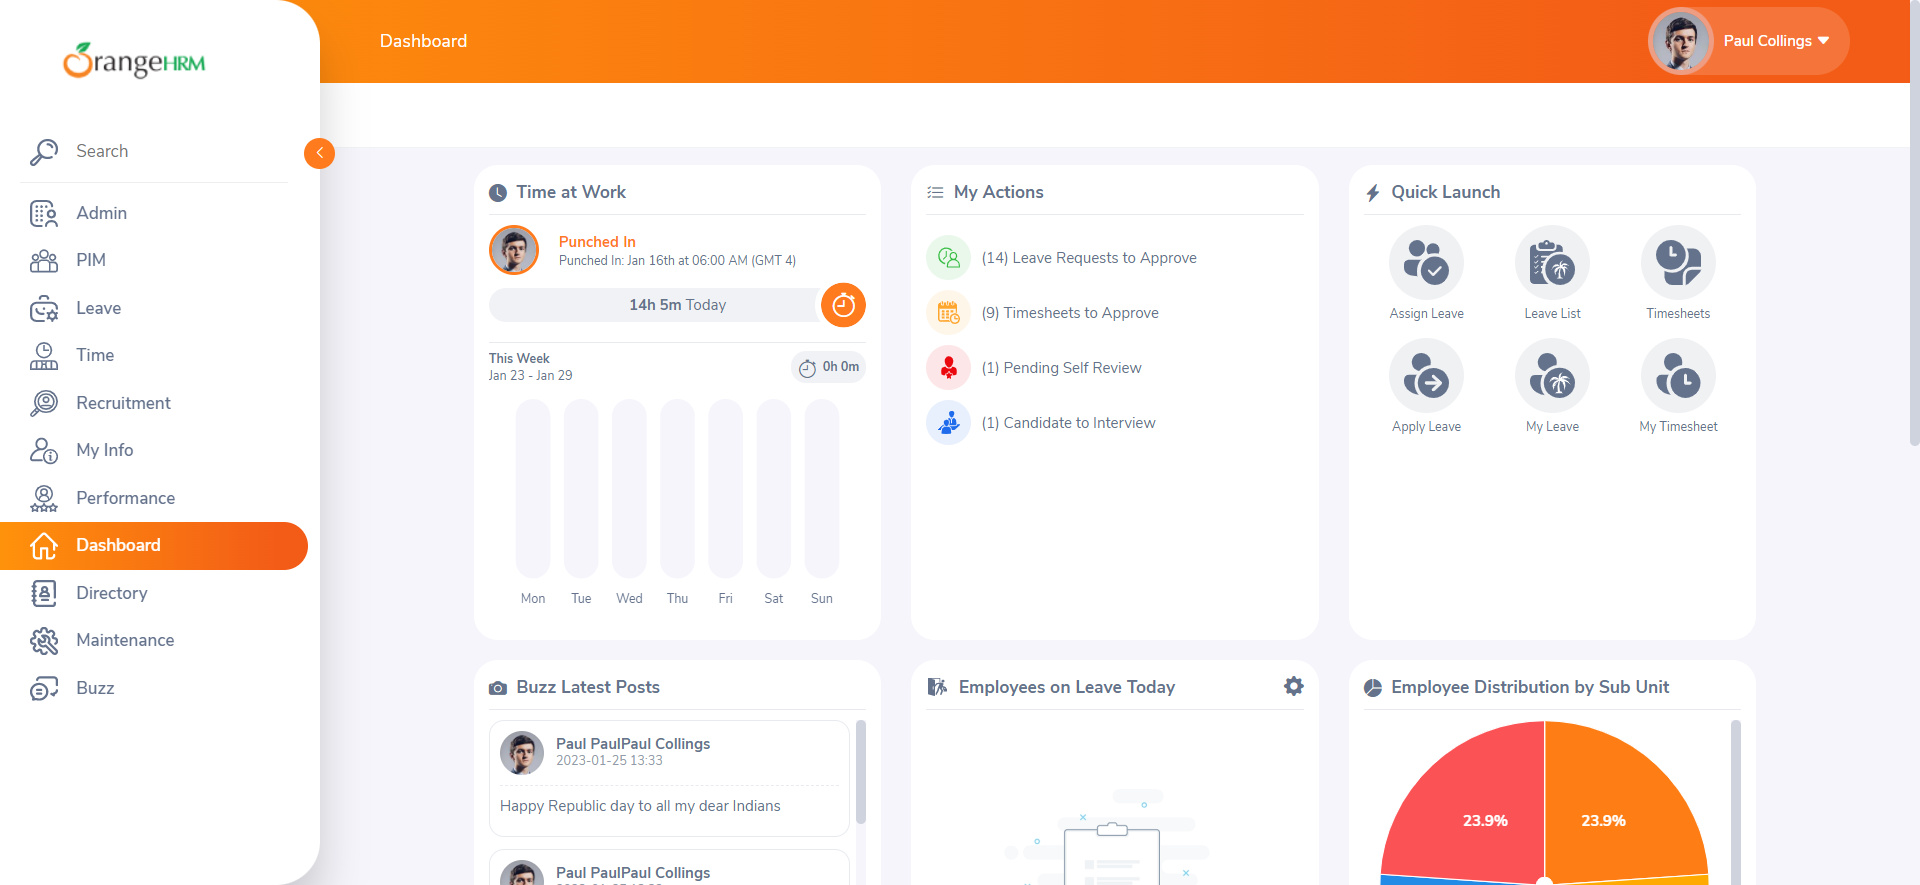 OrangeHRM
Search
Admin
PIM
Leave
Time
Recruitment
My Info
Performance
Dashboard
Directory
Maintenance
Buzz
Dashboard
Paul Collings
Time at Work
Punched In
Punched In: Jan 16th at 06:00 AM (GMT 4)
14h 5m Today
This Week
Jan 23 - Jan 29
0h 0m
Mon Tue Wed Thu Fri Sat Sun
My Actions
(14) Leave Requests to Approve
(9) Timesheets to Approve
(1) Pending Self Review
(1) Candidate to Interview
Quick Launch
Assign Leave
Leave List
Timesheets
Apply Leave
My Leave
My Timesheet
Buzz Latest Posts
Paul PaulPaul Collings
2023-01-25 13:33
Happy Republic day to all my dear Indians
Paul PaulPaul Collings
Employees on Leave Today
Employee Distribution by Sub Unit
23.9%
23.9%